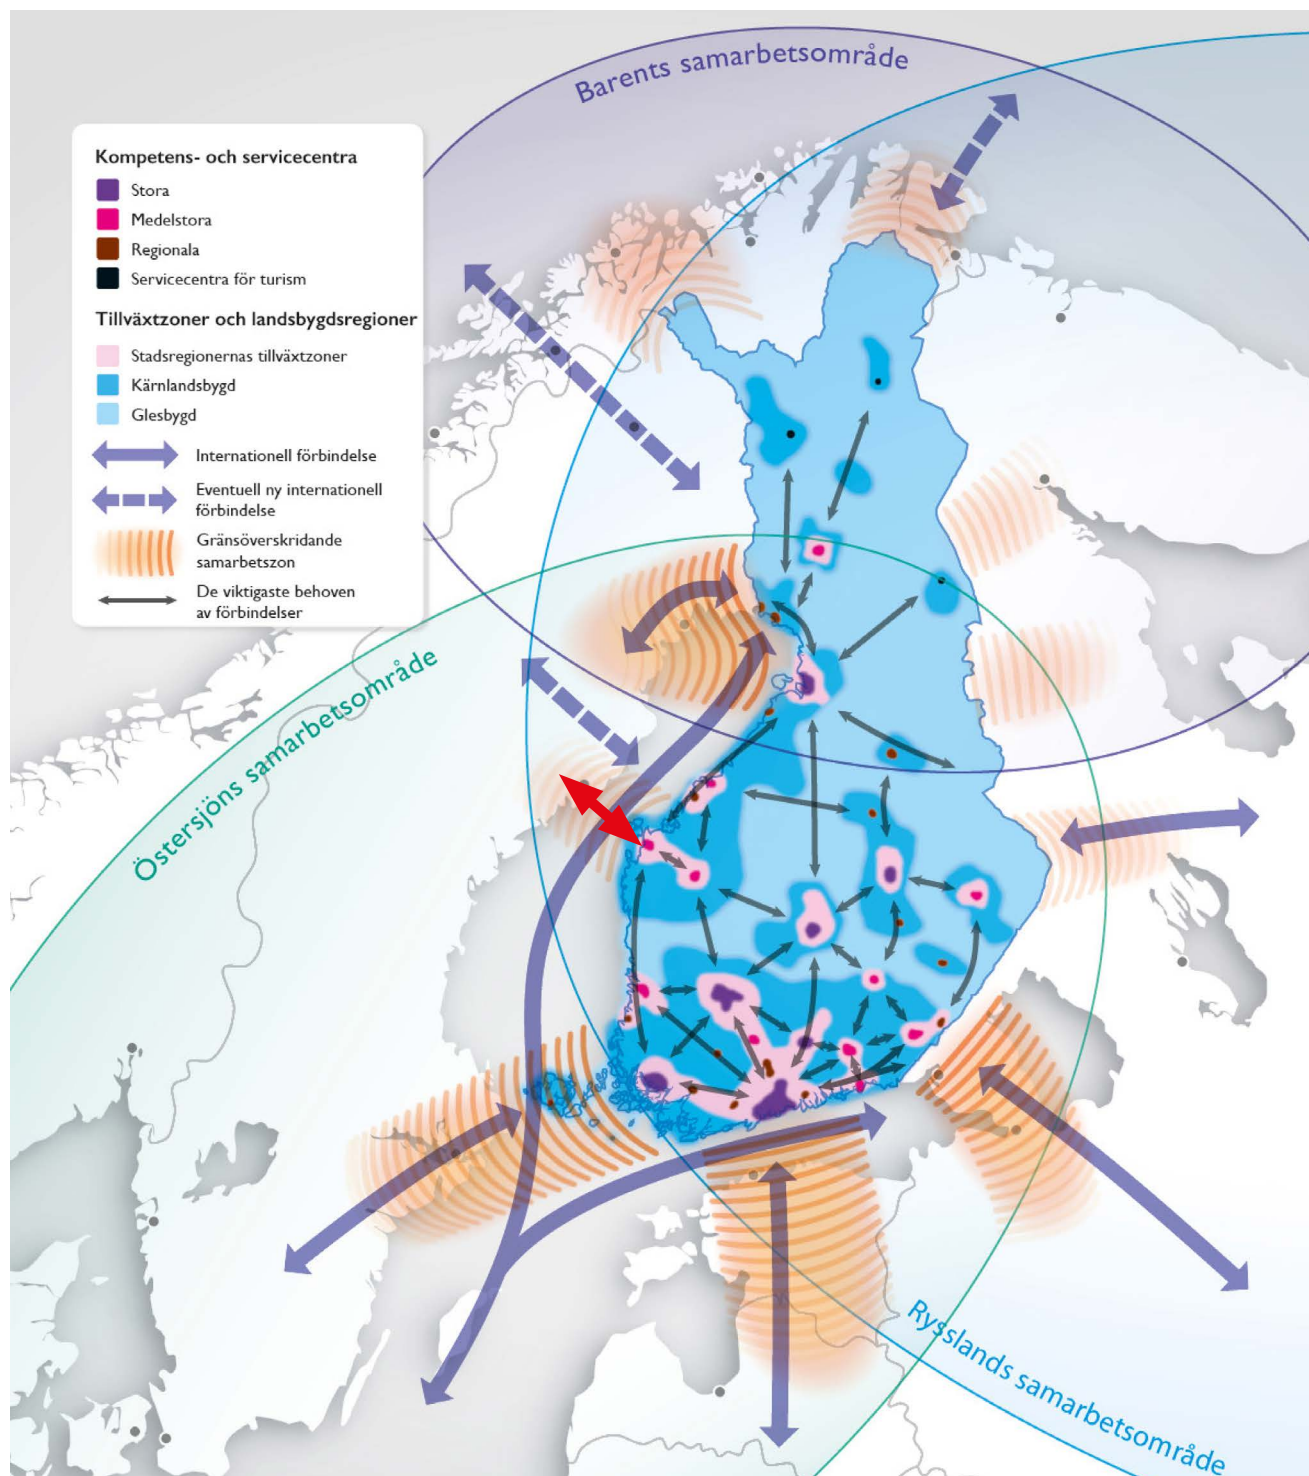 Barents samarbetsområde
Kompetens- och servicecentra
Stora
Medelstora
Regionala
Servicecentra för turism
Tillväxtzoner och landsbygdsregioner
Stadsregionernas tillväxtzoner
Kärnlandsbygd
Glesbygd
Internationell förbindelse
Eventuell ny internationell
förbindelse
Gränsöverskridande
samarbetszon
De viktigaste behoven
av förbindelser
Östersjöns samarbetsområde
Rysslands samarbetsområde